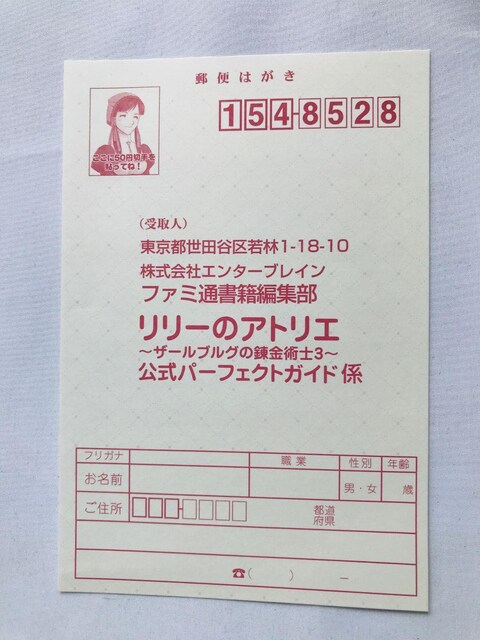 郵便はがき
154-8528
ここに50円切手を
貼ってね!
(受取人)
東京都世田谷区若林1-18-10
株式会社エンターブレイン
ファミ通書籍編集部
リリーのアトリエ
〜ザールブルグの錬金術士3〜
公式パーフェクトガイド係
フリガナ 職業 性別 年齢
お名前 男・女 歳
ご住所 都道
府県
☎( ) −